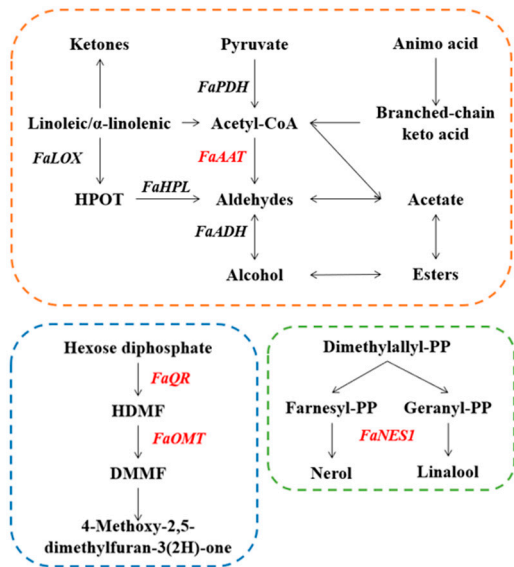 Ketones
Pyruvate
Animo acid
FaPDH
Linoleic/α-linolenic
Acetyl-CoA
Branched-chain
keto acid
FaLOX
FaAAT
FaHPL
HPOT
Aldehydes
Acetate
FaADH
Alcohol
Esters
Hexose diphosphate
FaQR
HDMF
FaOMT
DMMF
4-Methoxy-2,5-
dimethylfuran-3(2H)-one
Dimethylallyl-PP
Farnesyl-PP
Geranyl-PP
FaNES1
Nerol
Linalool